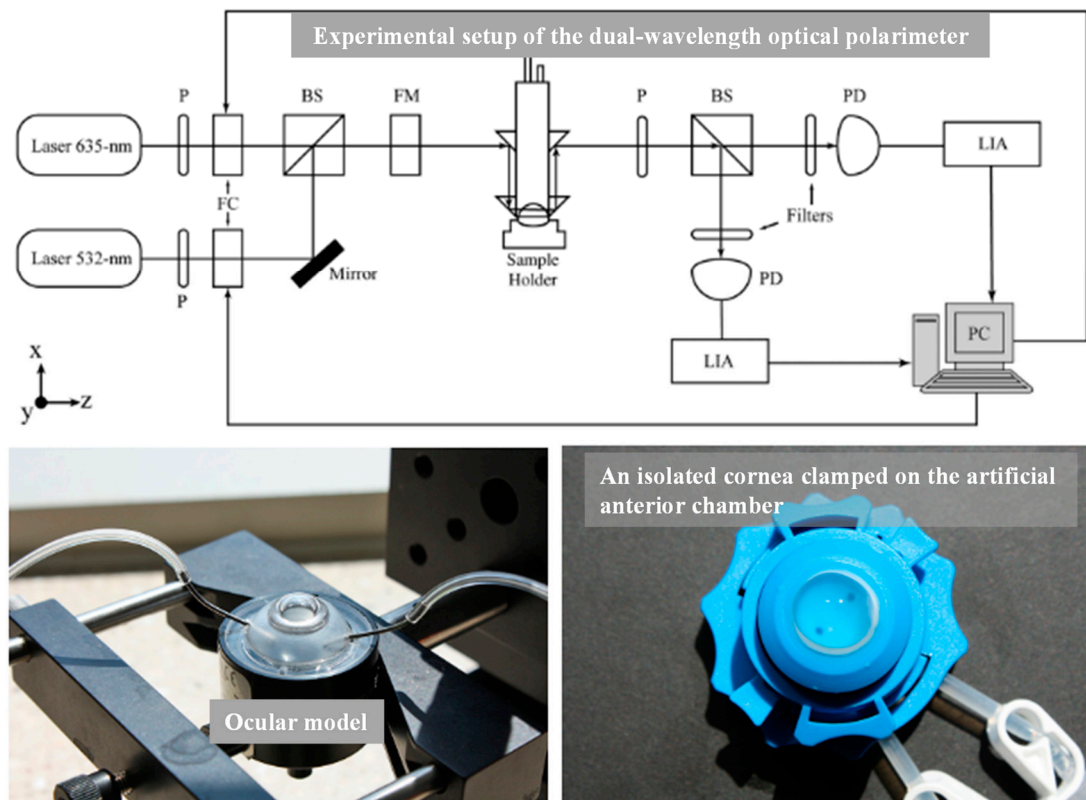 Experimental setup of the dual-wavelength optical polarimeter
P
BS
FM
P
BS
PD
Laser 635-nm
LIA
FC
Filters
Laser 532-nm
Mirror
Sample
Holder
P
PD
PC
LIA
x
y
z
An isolated cornea clamped on the artificial
anterior chamber
Ocular model